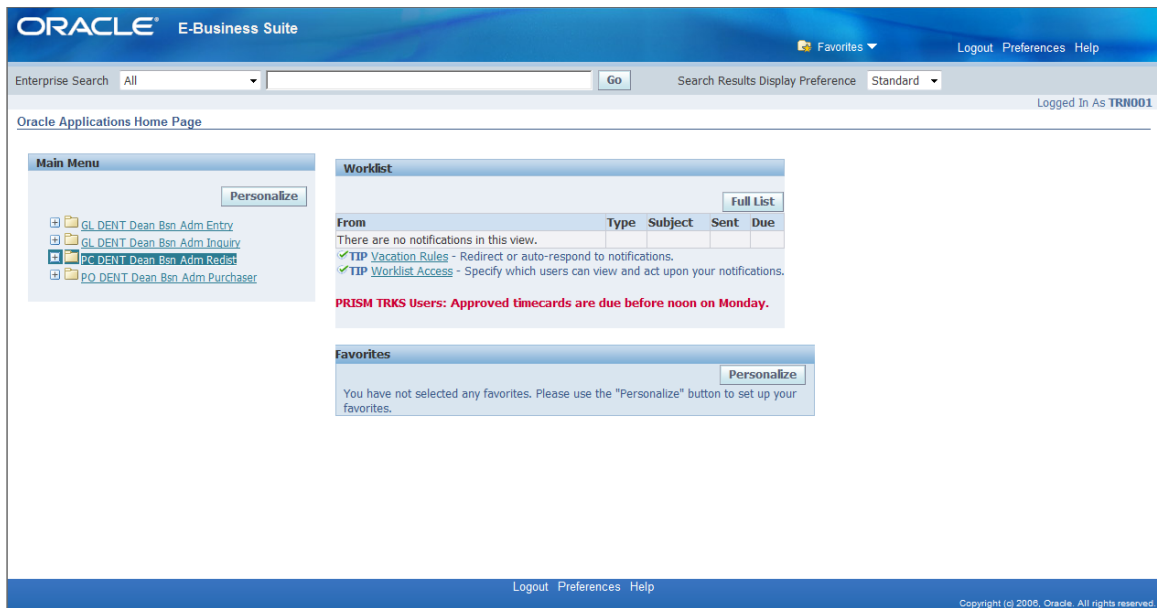 ORACLE® E-Business Suite
Favorites Logout Preferences Help
Enterprise Search All Go Search Results Display Preference Standard
Logged In As TRN001
Oracle Applications Home Page
Main Menu
Personalize
GL DENT Dean Bsn Adm Entry
GL DENT Dean Bsn Adm Inquiry
PC DENT Dean Bsn Adm Redist
PO DENT Dean Bsn Adm Purchaser
Worklist
Full List
From Type Subject Sent Due
There are no notifications in this view.
TIP Vacation Rules - Redirect or auto-respond to notifications.
TIP Worklist Access - Specify which users can view and act upon your notifications.
PRISM TRKS Users: Approved timecards are due before noon on Monday.
Favorites
Personalize
You have not selected any favorites. Please use the "Personalize" button to set up your
favorites.
Logout Preferences Help
Copyright (c) 2006, Oracle. All rights reserved.